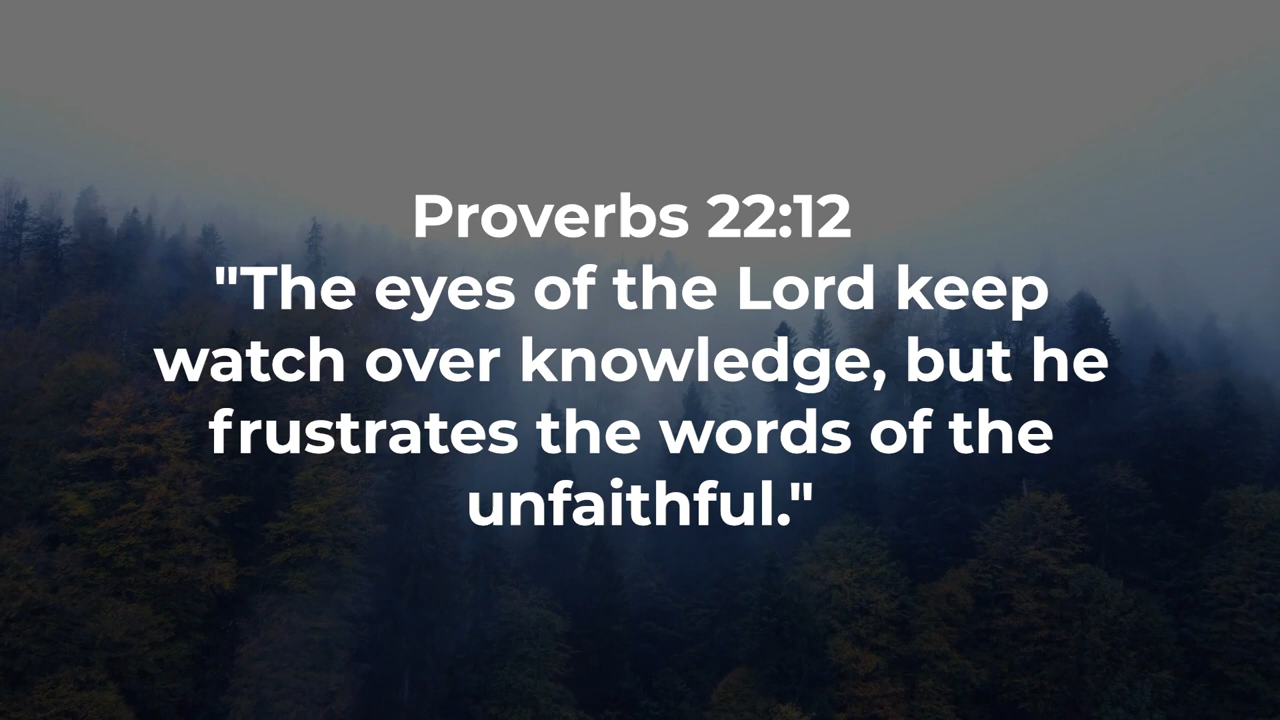 Proverbs 22:12
"The eyes of the Lord keep
watch over knowledge, but he
frustrates the words of the
unfaithful."